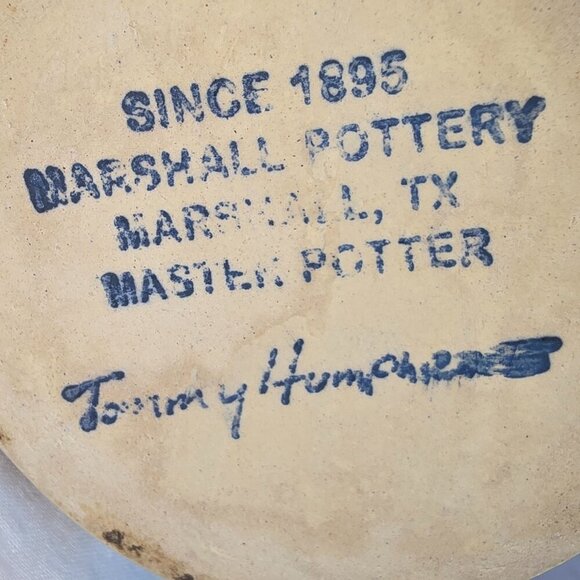 SINCE 1895
MARSHALL POTTERY
MARSHALL, TX
MASTER POTTER
Tommy